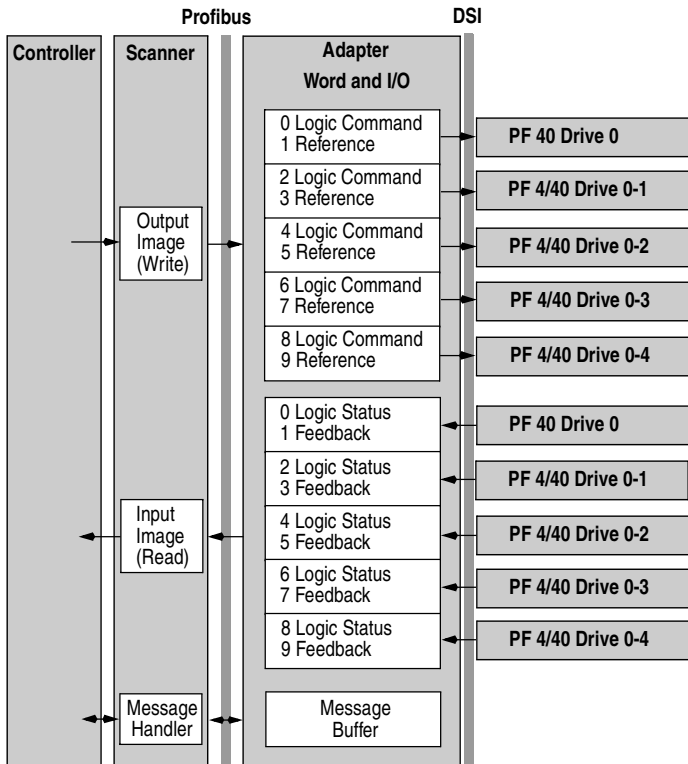 Profibus
DSI
Controller
Scanner
Adapter
Word and I/O
0 Logic Command
1 Reference
PF 40 Drive 0
2 Logic Command
3 Reference
PF 4/40 Drive 0-1
Output
Image
(Write)
4 Logic Command
5 Reference
PF 4/40 Drive 0-2
6 Logic Command
7 Reference
PF 4/40 Drive 0-3
8 Logic Command
9 Reference
PF 4/40 Drive 0-4
0 Logic Status
1 Feedback
PF 40 Drive 0
2 Logic Status
3 Feedback
PF 4/40 Drive 0-1
Input
Image
(Read)
4 Logic Status
5 Feedback
PF 4/40 Drive 0-2
6 Logic Status
7 Feedback
PF 4/40 Drive 0-3
8 Logic Status
9 Feedback
PF 4/40 Drive 0-4
Message
Handler
Message
Buffer